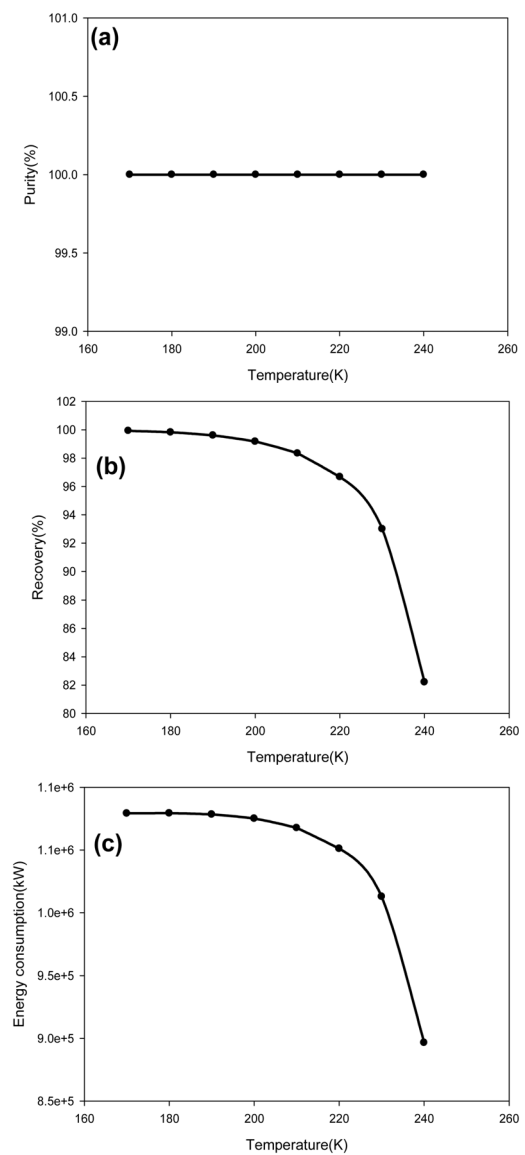 (a)
101.0
100.5
100.0
99.5
99.0
Purity(%)
160 180 200 220 240 260
Temperature(K)
(b)
102
100
98
96
94
92
90
88
86
84
82
80
Recovery(%)
160 180 200 220 240 260
Temperature(K)
(c)
1.1e+6
1.1e+6
1.0e+6
9.5e+5
9.0e+5
8.5e+5
Energy consumption(kW)
160 180 200 220 240 260
Temperature(K)